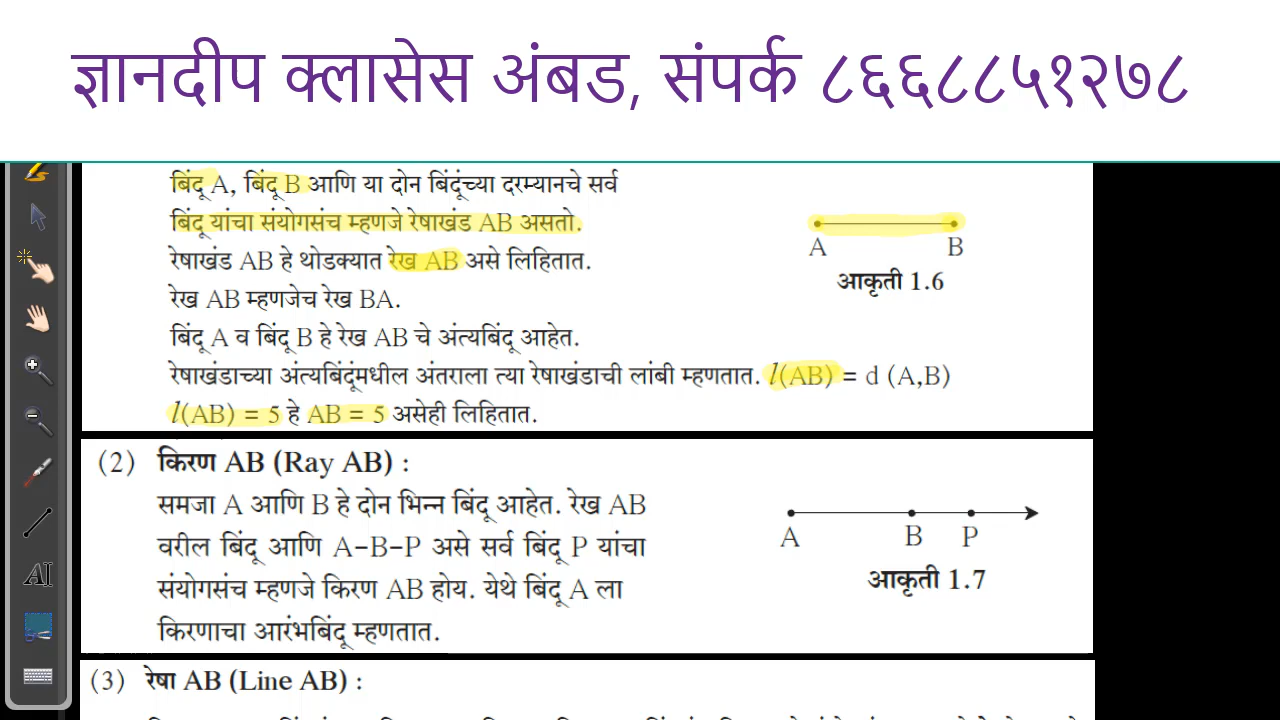 ज्ञानदीप क्लासेस अंबड, संपर्क ८६६८८५१२७८
बिंदू A, बिंदू B आणि या दोन बिंदूंच्या दरम्यानचे सर्व
बिंदू यांचा संयोगसंच म्हणजे रेषाखंड AB असतो.
रेषाखंड AB हे थोडक्यात रेख AB असे लिहितात.
रेख AB म्हणजेच रेख BA.
बिंदू A व बिंदू B हे रेख AB चे अंत्यबिंदू आहेत.
रेषाखंडाच्या अंत्यबिंदूंमधील अंतराला त्या रेषाखंडाची लांबी म्हणतात. l(AB) = d (A,B)
l(AB) = 5 हे AB = 5 असेही लिहितात.
A B
आकृती 1.6
(2) किरण AB (Ray AB) :
समजा A आणि B हे दोन भिन्न बिंदू आहेत. रेख AB
वरील बिंदू आणि A-B-P असे सर्व बिंदू P यांचा
संयोगसंच म्हणजे किरण AB होय. येथे बिंदू A ला
किरणाचा आरंभबिंदू म्हणतात.
A B P
आकृती 1.7
(3) रेषा AB (Line AB) :
AI